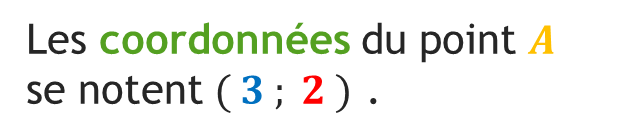 Les coordonnées du point A
se notent ( 3 ; 2 ) .